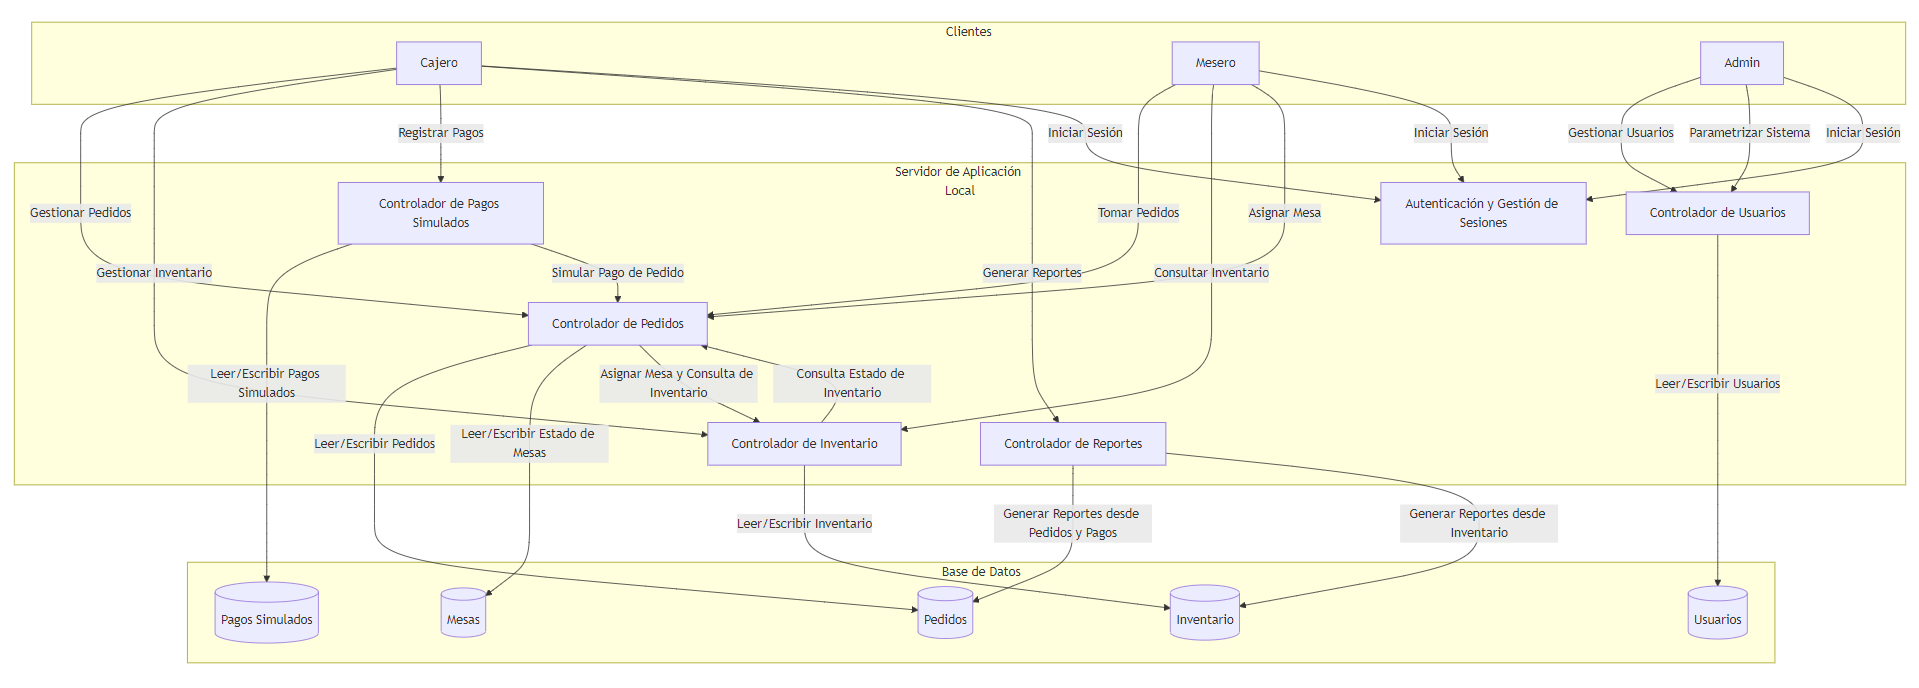 Clientes
Cajero
Mesero
Admin
Registrar Pagos
Iniciar Sesión
Iniciar Sesión
Gestionar Usuarios
Parametrizar Sistema
Iniciar Sesión
Servidor de Aplicación
Local
Gestionar Pedidos
Controlador de Pagos
Simulados
Tomar Pedidos
Asignar Mesa
Autenticación y Gestión de
Sesiones
Controlador de Usuarios
Gestionar Inventario
Simular Pago de Pedido
Generar Reportes
Consultar Inventario
Controlador de Pedidos
Leer/Escribir Pagos
Simulados
Asignar Mesa y Consulta de
Inventario
Consulta Estado de
Inventario
Leer/Escribir Usuarios
Leer/Escribir Pedidos
Leer/Escribir Estado de
Mesas
Controlador de Inventario
Controlador de Reportes
Leer/Escribir Inventario
Generar Reportes desde
Pedidos y Pagos
Generar Reportes desde
Inventario
Base de Datos
Pagos Simulados
Mesas
Pedidos
Inventario
Usuarios